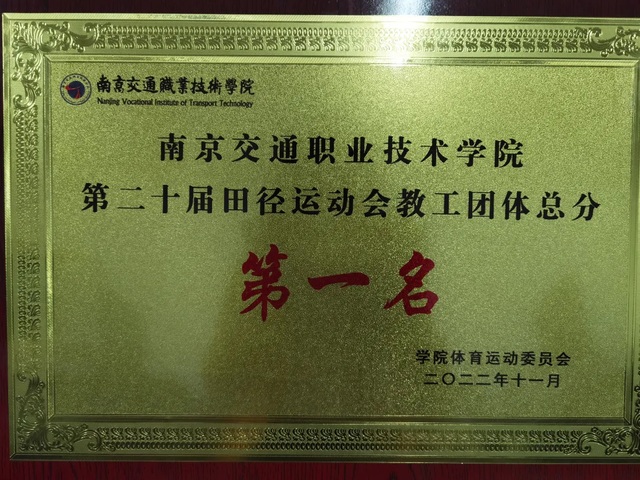 南京交通職業技術學院
Nanjing Vocational Institute of Transport Technology
南京交通职业技术学院
第二十届田径运动会教工团体总分
第一名
学院体育运动委员会
二〇二二年十一月